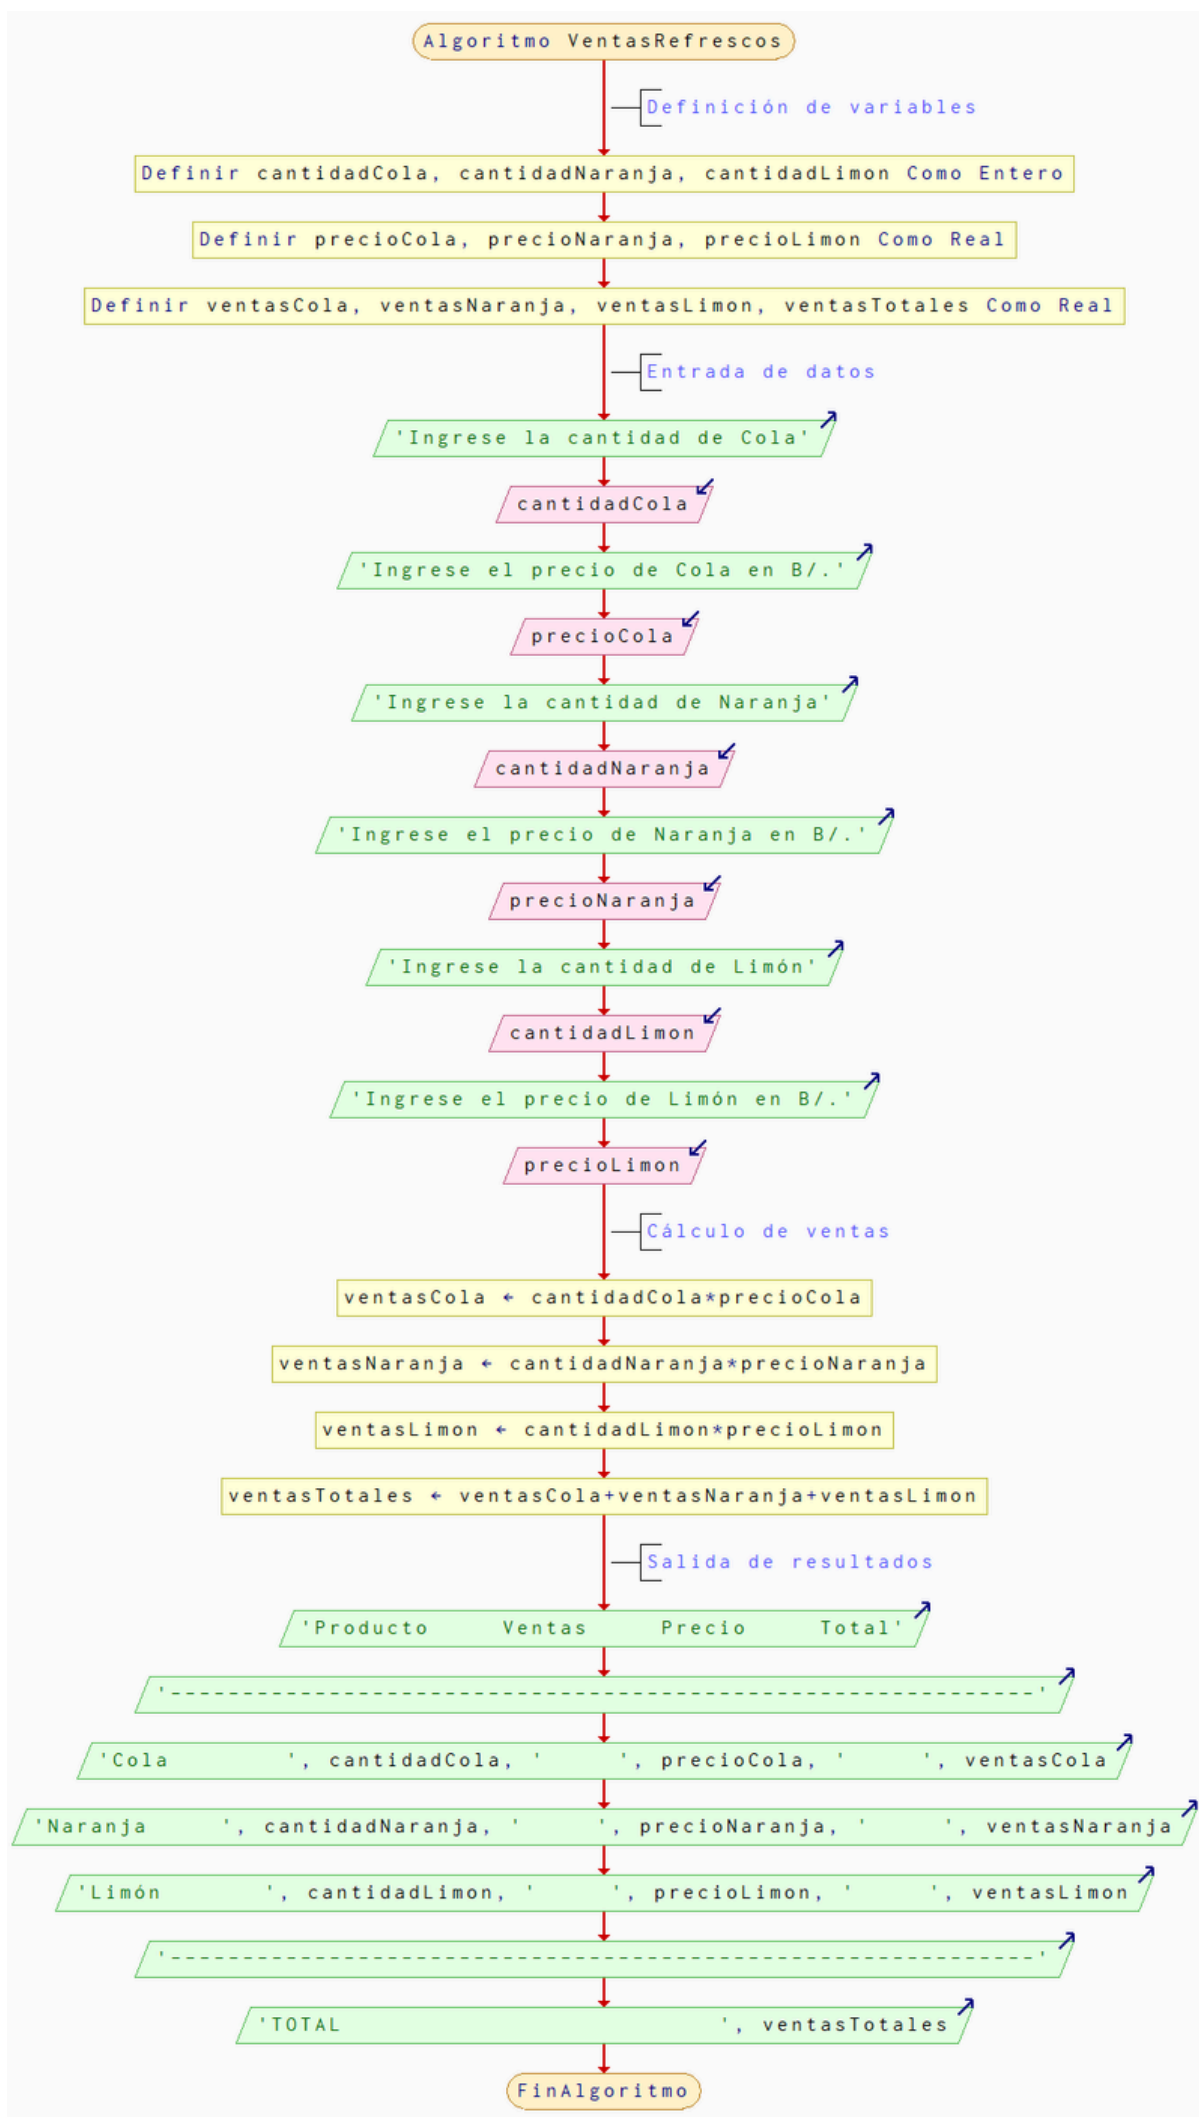 Algoritmo VentasRefrescos
Definición de variables
Definir cantidadCola, cantidadNaranja, cantidadLimon Como Entero
Definir precioCola, precioNaranja, precioLimon Como Real
Definir ventasCola, ventasNaranja, ventasLimon, ventasTotales Como Real
Entrada de datos
'Ingrese la cantidad de Cola'
cantidadCola
'Ingrese el precio de Cola en B/.'
precioCola
'Ingrese la cantidad de Naranja'
cantidadNaranja
'Ingrese el precio de Naranja en B/.'
precioNaranja
'Ingrese la cantidad de Limón'
cantidadLimon
'Ingrese el precio de Limón en B/.'
precioLimon
Cálculo de ventas
ventasCola ← cantidadCola*precioCola
ventasNaranja ← cantidadNaranja*precioNaranja
ventasLimon ← cantidadLimon*precioLimon
ventasTotales ← ventasCola+ventasNaranja+ventasLimon
Salida de resultados
'Producto     Ventas     Precio     Total'
'------------------------------------------------------------'
'Cola        ', cantidadCola, '     ', precioCola, '     ', ventasCola
'Naranja     ', cantidadNaranja, '     ', precioNaranja, '     ', ventasNaranja
'Limón       ', cantidadLimon, '     ', precioLimon, '     ', ventasLimon
'------------------------------------------------------------'
'TOTAL                          ', ventasTotales
FinAlgoritmo